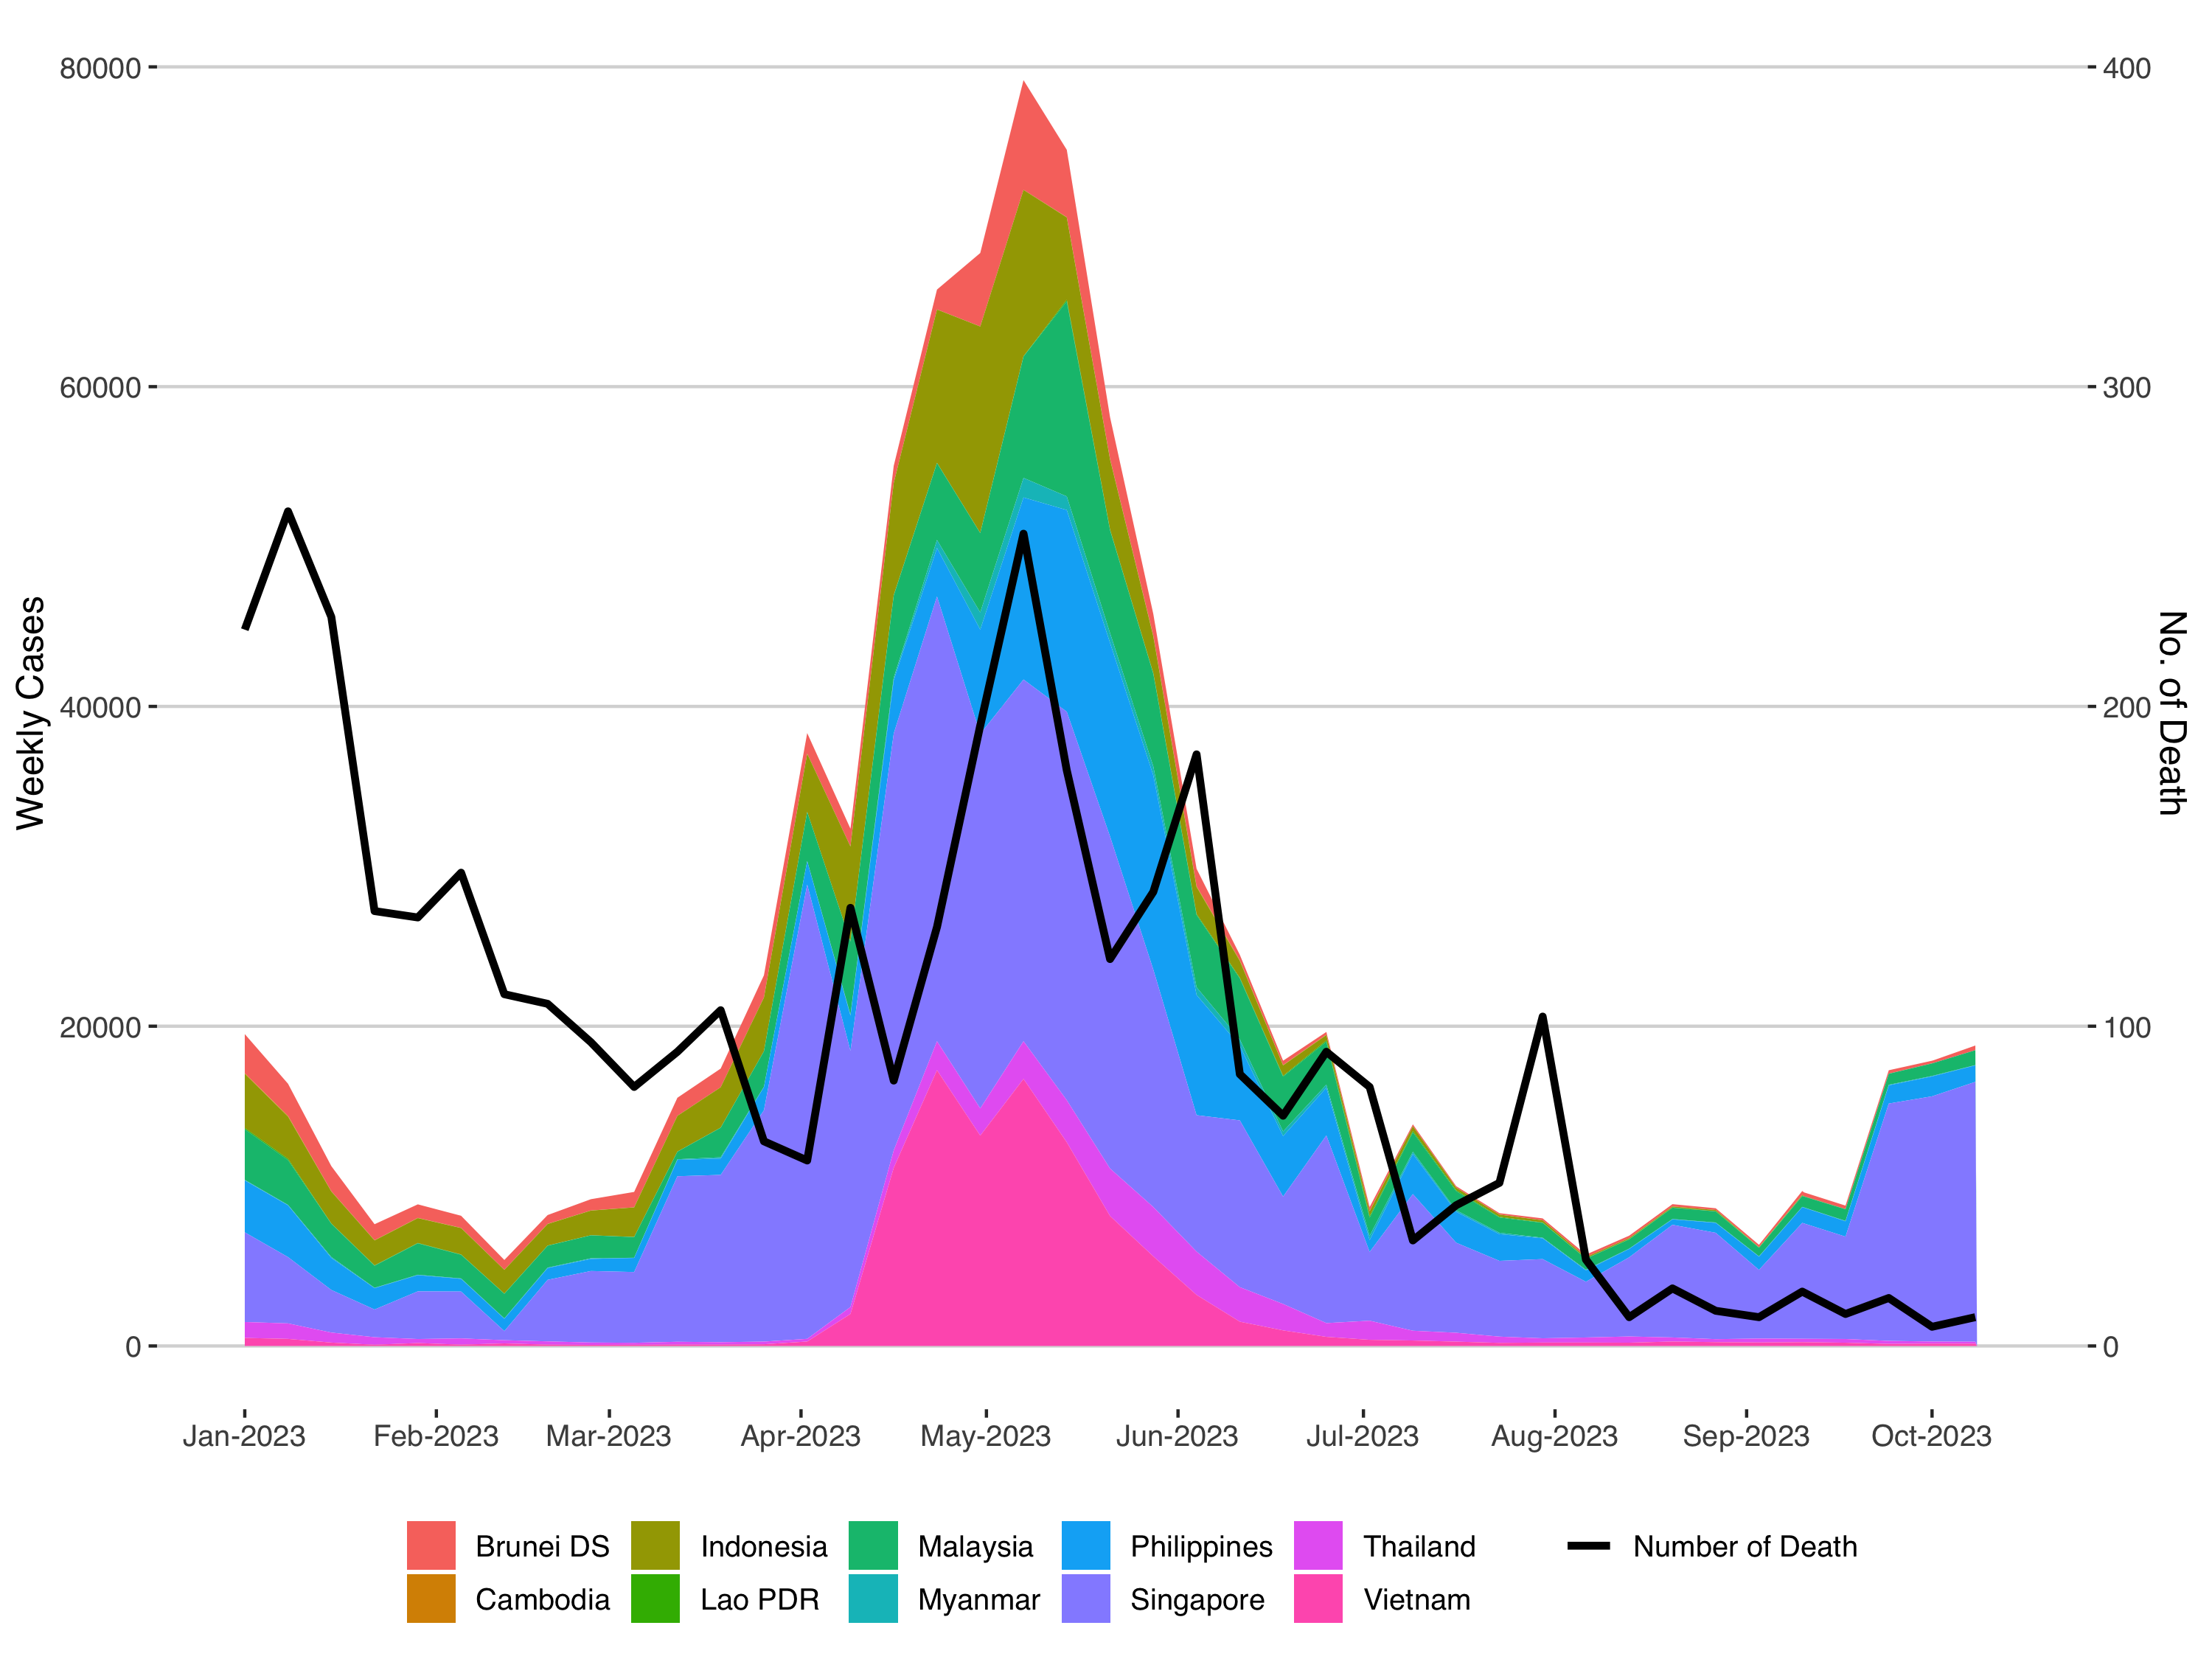 80000
60000
40000
20000
0
Weekly Cases
400
300
200
100
0
No. of Death
Jan-2023 Feb-2023 Mar-2023 Apr-2023 May-2023 Jun-2023 Jul-2023 Aug-2023 Sep-2023 Oct-2023
Brunei DS Indonesia Malaysia Philippines Thailand Number of Death
Cambodia Lao PDR Myanmar Singapore Vietnam